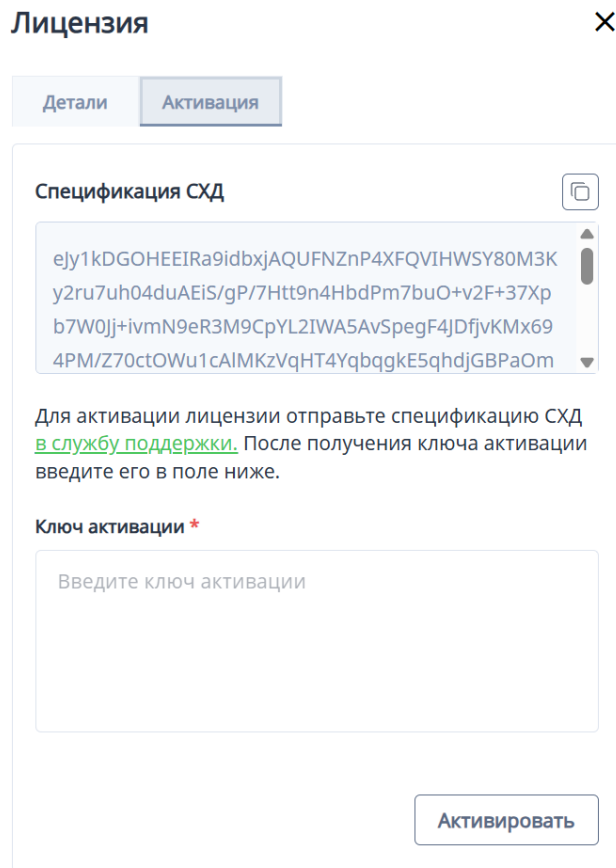 Лицензия
Детали
Активация
Спецификация СХД
eJy1kDGOHEEIRa9idbxjAQUFNZnP4XFQVIHWSY80M3K
y2ru7uh04duAEiS/gP/7Htt9n4HbdPm7buO+v2F+37Xp
b7W0Jj+ivmN9eR3M9CpYL2IWA5AvSpegF4JDfjvKMx69
4PM/Z70ctOWu1cAlMKzVqHT4YqbqgkE5qhdjGBPaOm
Для активации лицензии отправьте спецификацию СХД
в службу поддержки. После получения ключа активации
введите его в поле ниже.
Ключ активации *
Введите ключ активации
Активировать